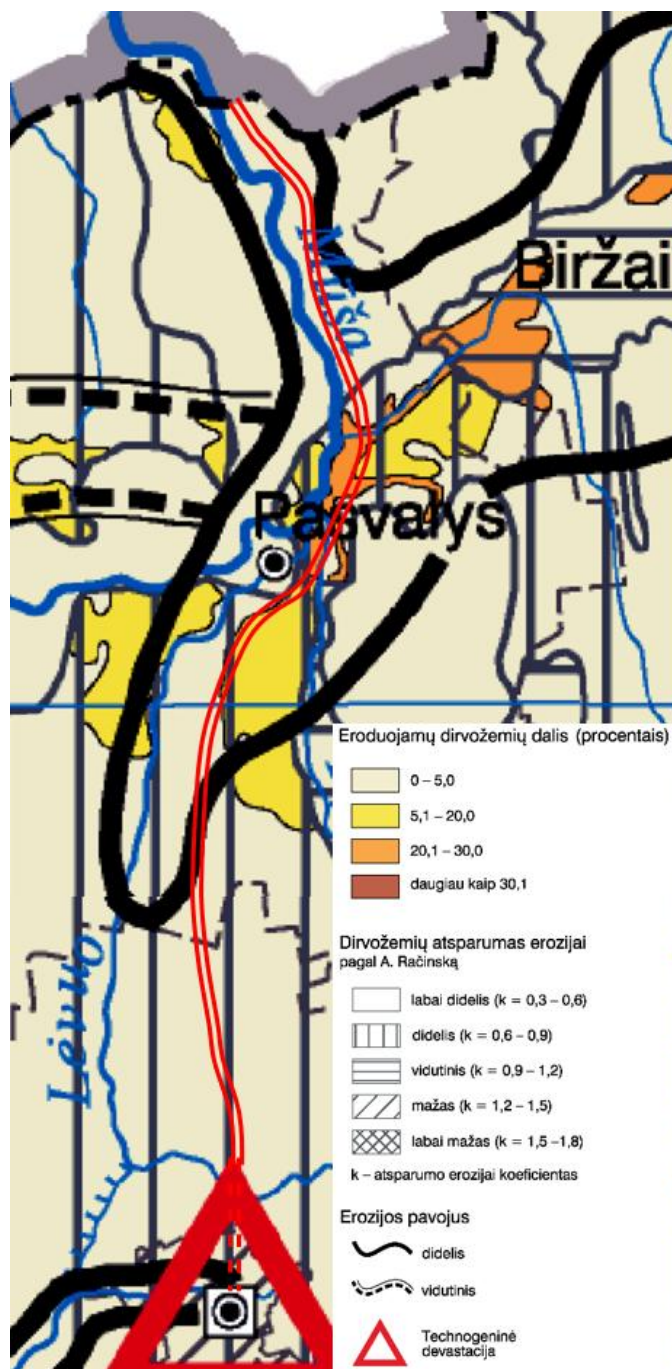 Mūša
Biržai
Pasvalys
Lėvuo
Eroduojamų dirvožemių dalis (procentais)
0 – 5,0
5,1 – 20,0
20,1 – 30,0
daugiau kaip 30,1
Dirvožemių atsparumas erozijai
pagal A. Račinską
labai didelis (k = 0,3 – 0,6)
didelis (k = 0,6 – 0,9)
vidutinis (k = 0,9 – 1,2)
mažas (k = 1,2 – 1,5)
labai mažas (k = 1,5 –1,8)
k – atsparumo erozijai koeficientas
Erozijos pavojus
didelis
vidutinis
Technogeninė
devastacija